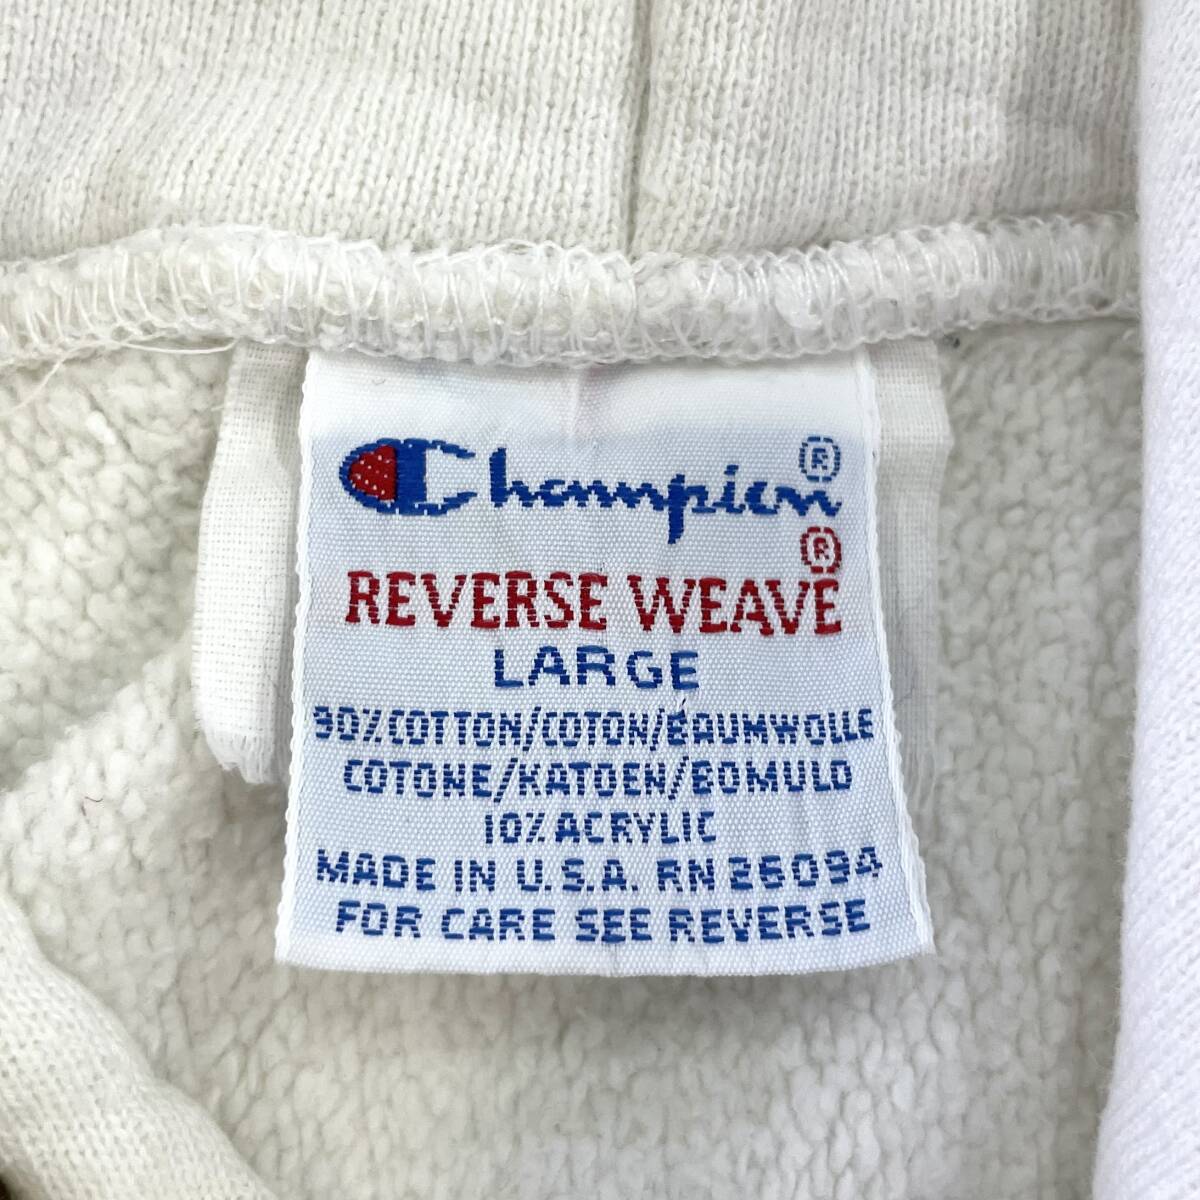 Champion®
REVERSE WEAVE®
LARGE
90% COTTON/COTON/BAUMWOLLE
COTONE/KATOEN/BOMULD
10% ACRYLIC
MADE IN U.S.A. RN 26094
FOR CARE SEE REVERSE